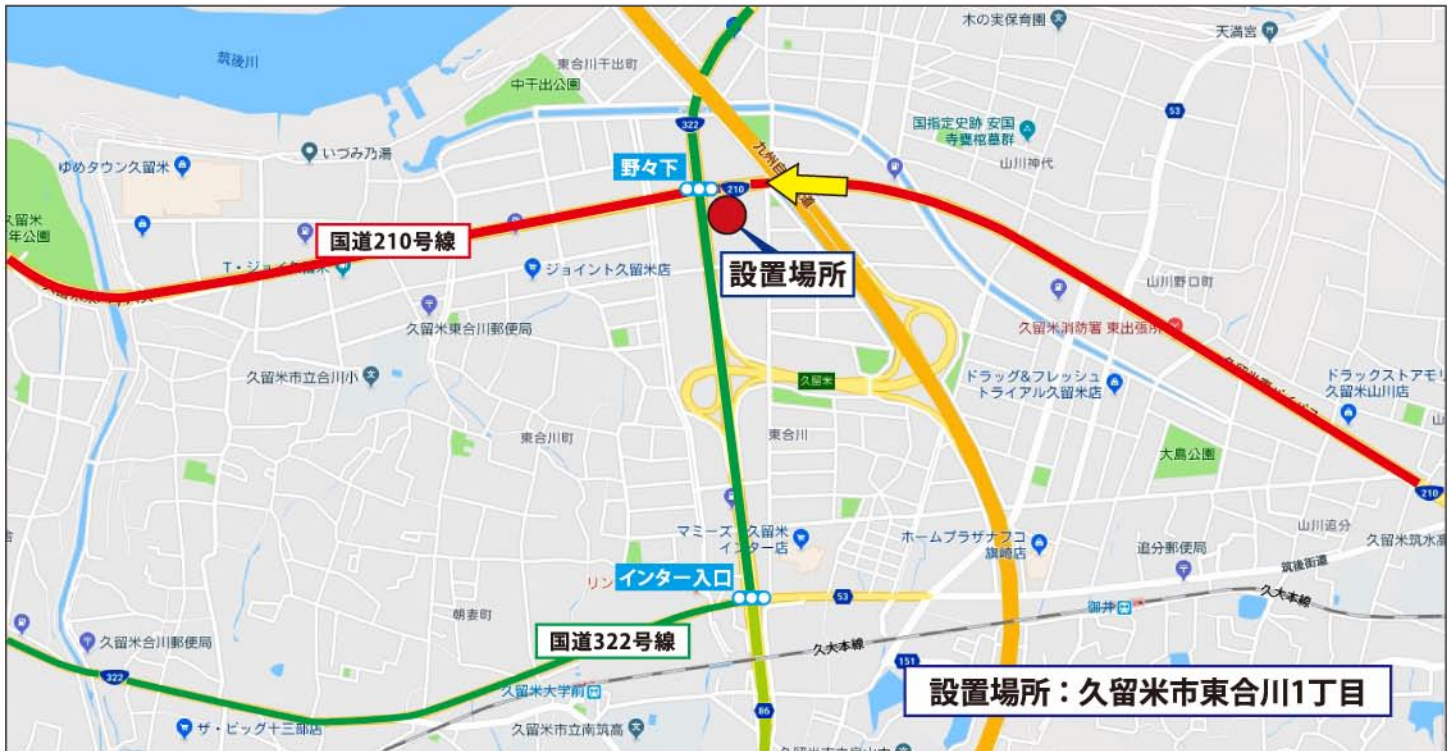 木の実保育園
天満宮
筑後川
東合川干出町
中干出公園
322
53
国指定史跡 安国
寺甕棺墓群
いづみ乃湯
ゆめタウン久留米
野々下
山川神代
210
久留米
年公園
国道210号線
設置場所
ジョイント久留米店
山川野口町
久留米東合川郵便局
久留米消防署 東出張所
久留米市立合川小
久留米
ドラッグ&フレッシュ
トライアル久留米店
ドラックストアモリ
久留米山川店
東合川町
東合川
大島公園
210
マミーズ 久留米
インター店
ホームプラザナフコ
旗崎店
山川追分
追分郵便局
久留米筑水高
筑後街道
リン
インター入口
53
朝妻町
御井
久大本線
久留米合川郵便局
国道322号線
久大本線
322
久留米大学前
151
設置場所：久留米市東合川1丁目
86
ザ・ビッグ十三部店
久留米市立南筑高